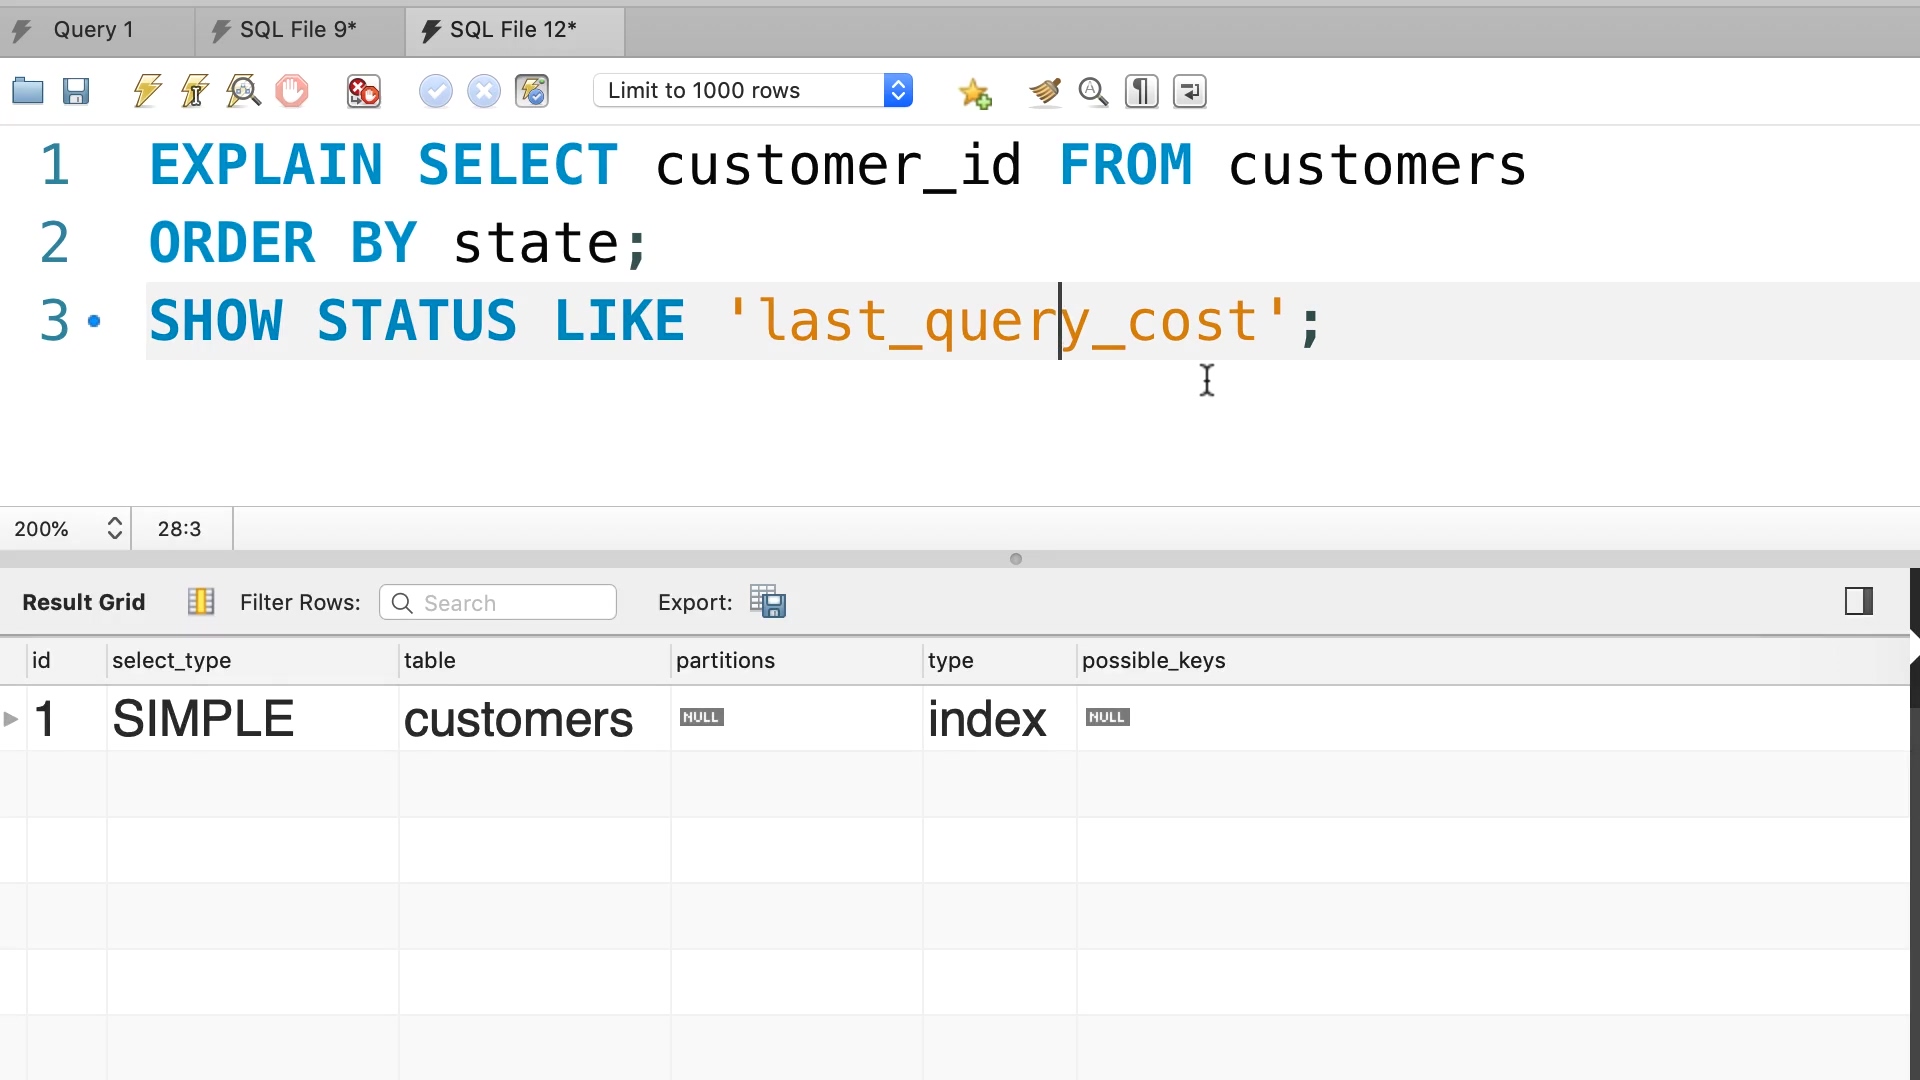 Query 1 SQL File 9* SQL File 12*
Limit to 1000 rows
1 EXPLAIN SELECT customer_id FROM customers
2 ORDER BY state;
3 SHOW STATUS LIKE 'last_query_cost';
200% 28:3
Result Grid Filter Rows: Search Export:
id select_type table partitions type possible_keys
1 SIMPLE customers NULL index NULL